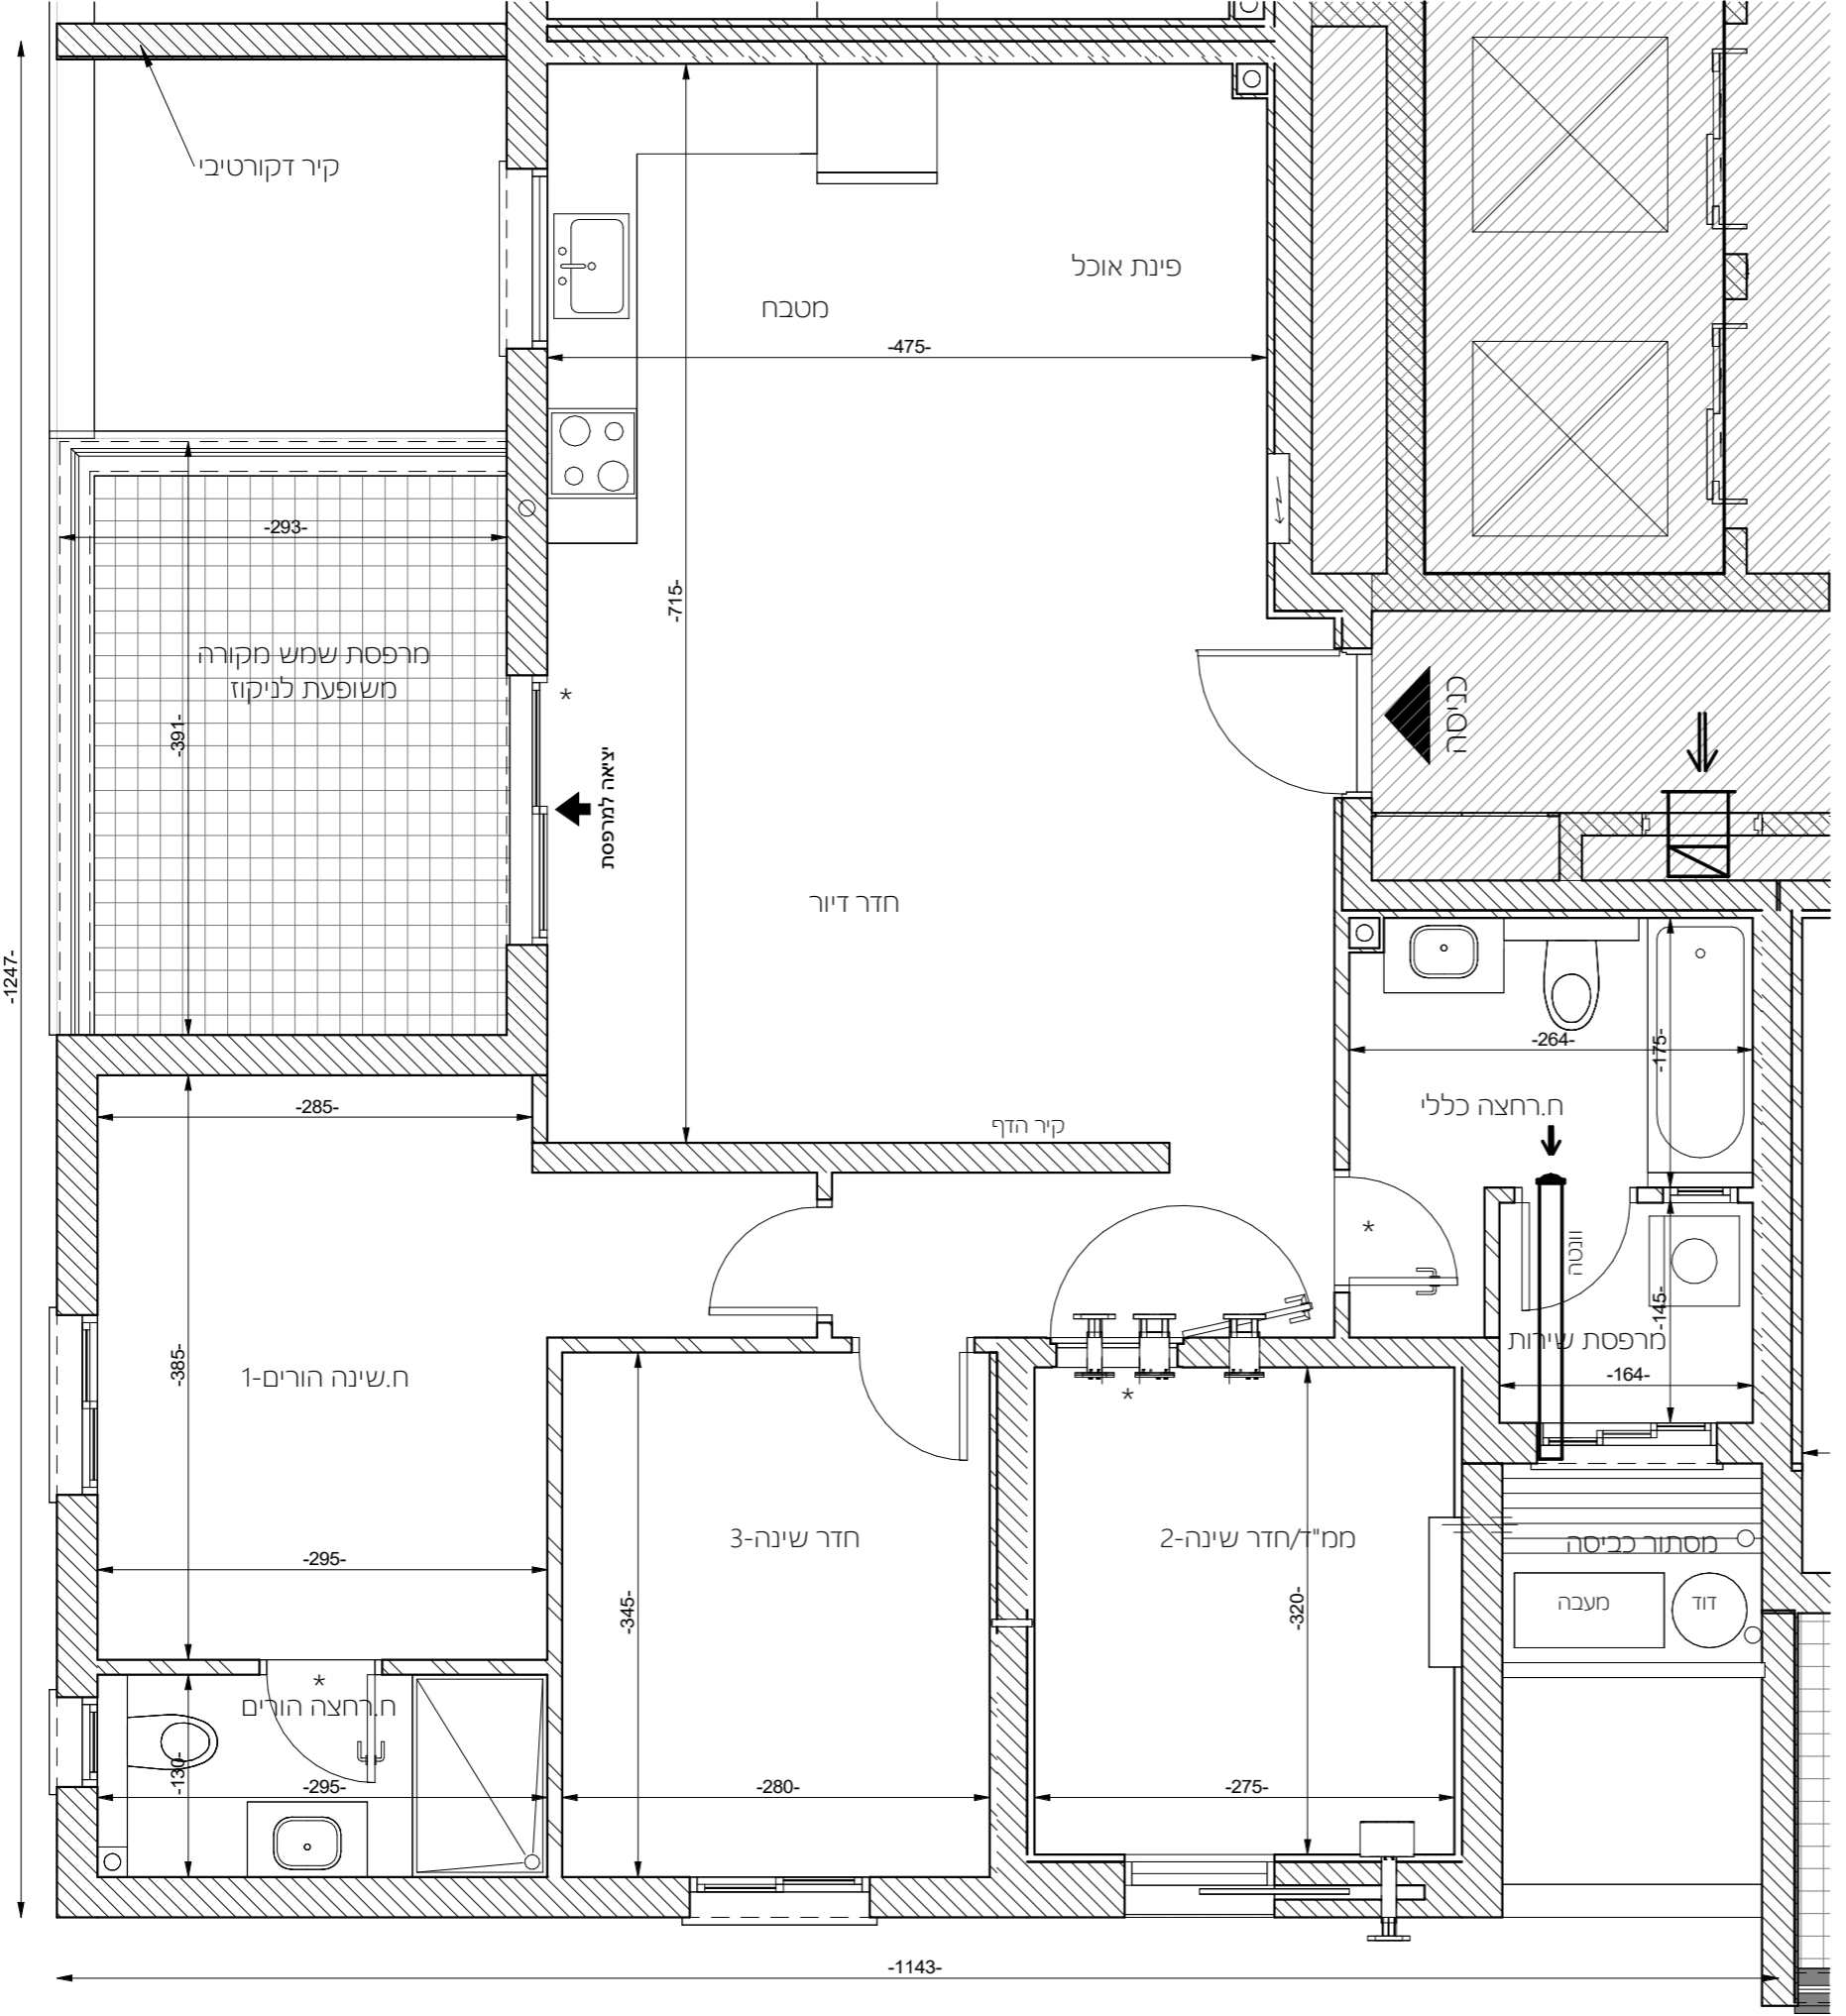 קיר דקורטיבי
פינת אוכל
מטבח
-475-
-293-
-715-
מרפסת שמש מקורה
משופעת לניקוז
-391-
*
יציאה למרפסת
כניסה
חדר דיור
-1247-
-264-
-175-
ח.רחצה כללי
-285-
קיר הדף
*
וונטה
-145-
מרפסת שירות
-164-
-385-
ח.שינה הורים-1
*
חדר שינה-3
ממ"ד/חדר שינה-2
מסתור כביסה
-295-
-345-
-320-
מעבה
דוד
*
ח.רחצה הורים
-130-
-295-
-280-
-275-
-1143-